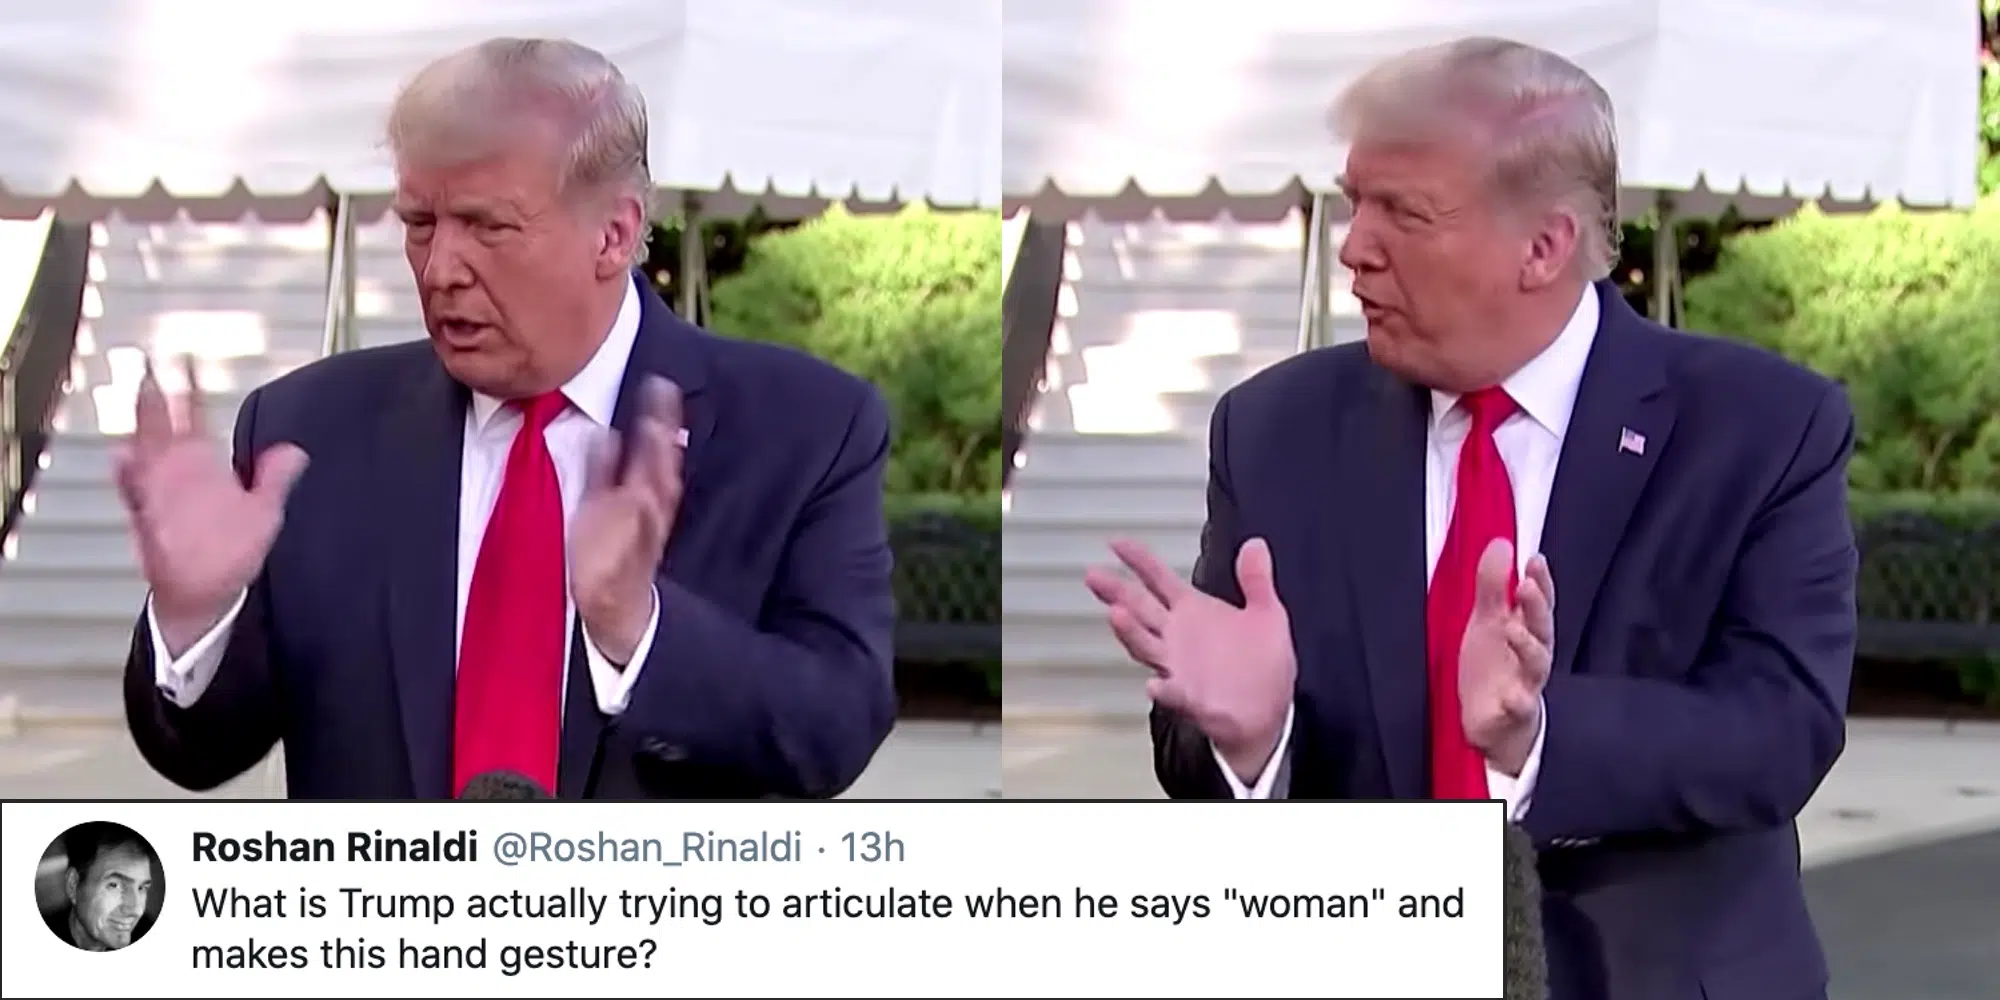 Roshan Rinaldi @Roshan_Rinaldi · 13h
What is Trump actually trying to articulate when he says "woman" and
makes this hand gesture?